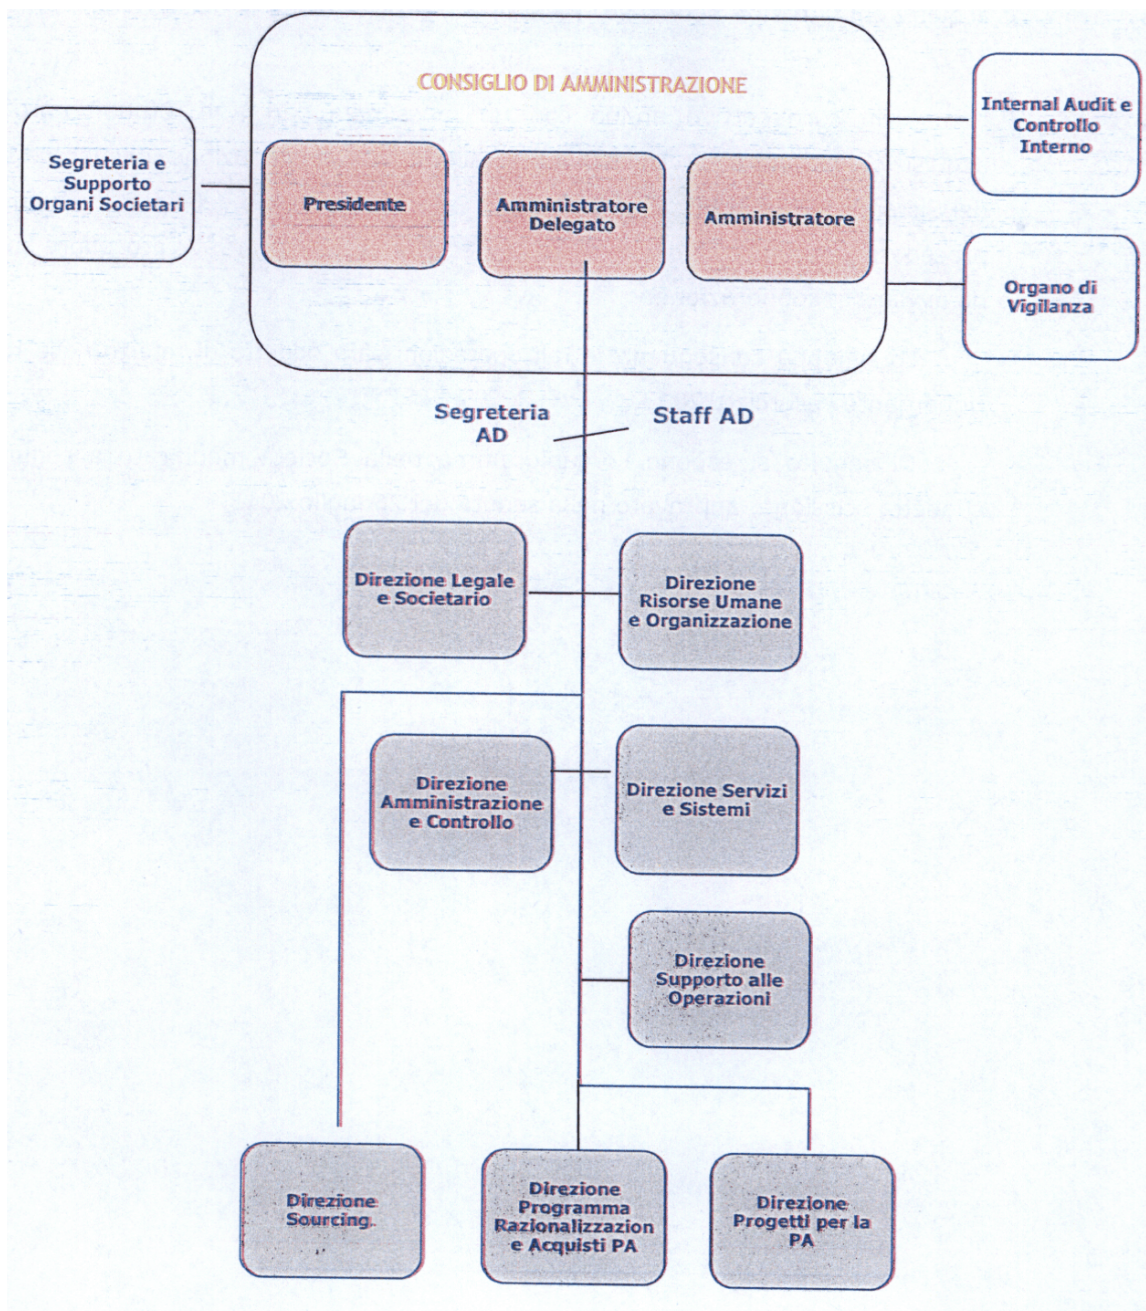 CONSIGLIO DI AMMINISTRAZIONE
Segreteria e
Supporto
Organi Societari
Presidente
Amministratore
Delegato
Amministratore
Internal Audit e
Controllo
Interno
Organo di
Vigilanza
Segreteria
AD
Staff AD
Direzione Legale
e Societario
Direzione
Risorse Umane
e Organizzazione
Direzione
Amministrazione
e Controllo
Direzione Servizi
e Sistemi
Direzione
Supporto alle
Operazioni
Direzione
Sourcing
Direzione
Programma
Razionalizzazion
e Acquisti PA
Direzione
Progetti per la
PA